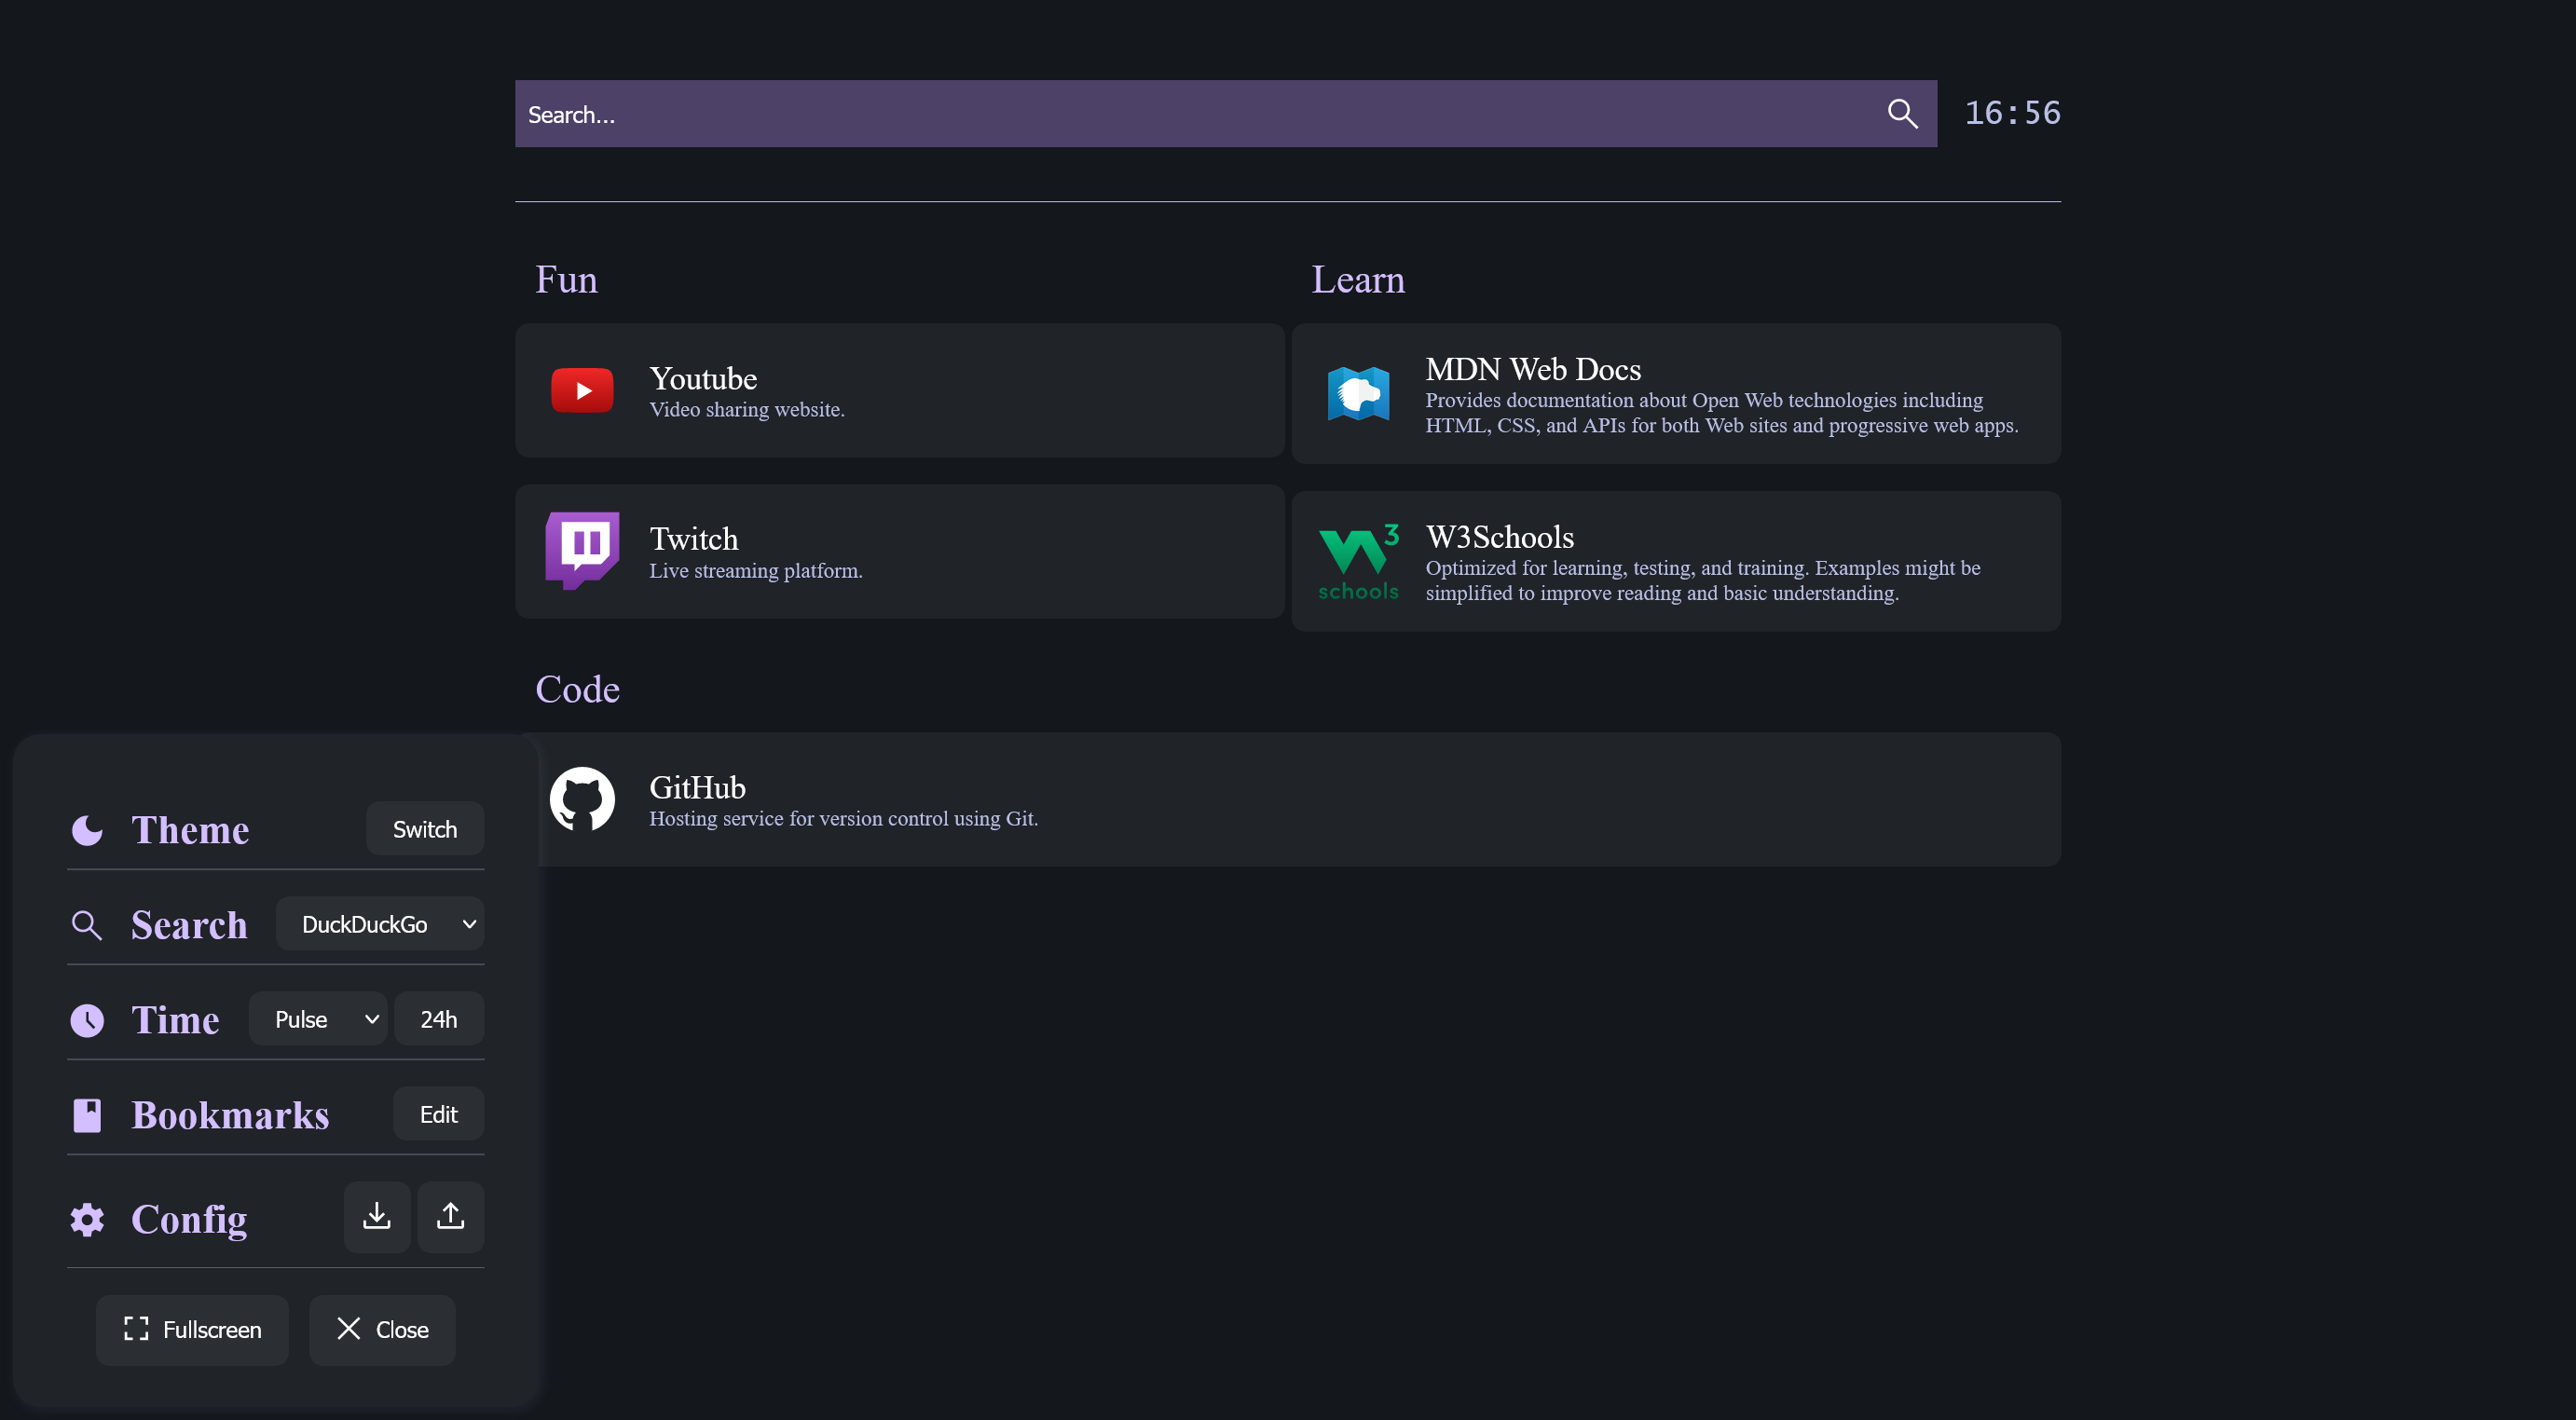 Search...
16:56
Fun
Youtube
Video sharing website.
Twitch
Live streaming platform.
Learn
MDN Web Docs
Provides documentation about Open Web technologies including
HTML, CSS, and APIs for both Web sites and progressive web apps.
W3Schools
Optimized for learning, testing, and training. Examples might be
simplified to improve reading and basic understanding.
W3
schools
Code
GitHub
Hosting service for version control using Git.
Theme
Switch
Search
DuckDuckGo
Time
Pulse
24h
Bookmarks
Edit
Config
Fullscreen
Close